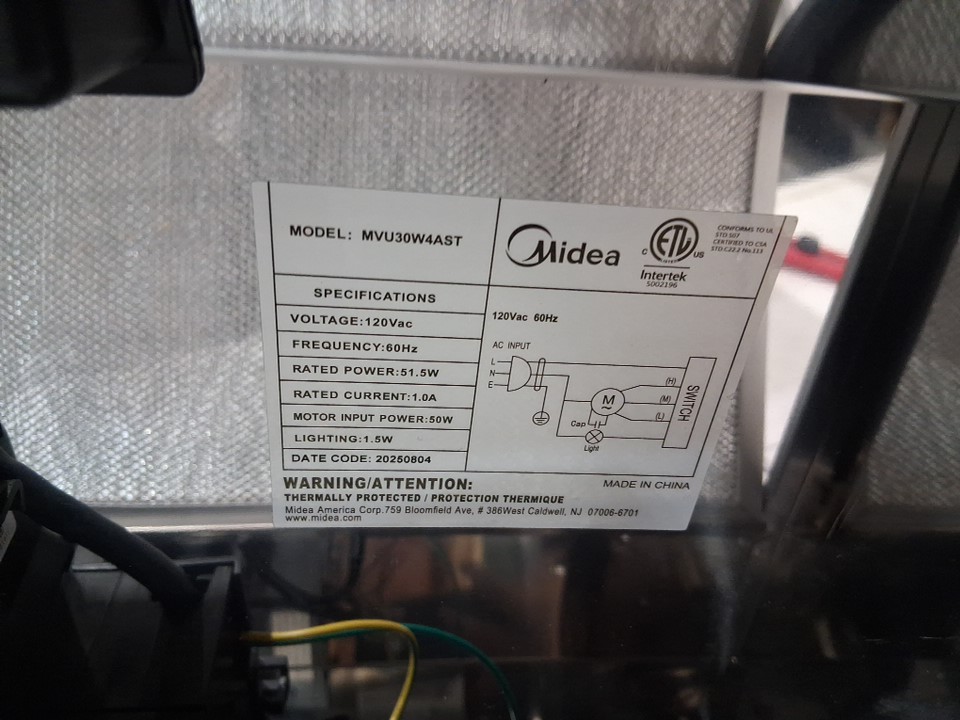 MODEL: MVU30W4AST
Midea
ETL
C
US
Intertek
5002196
CONFORMS TO UL
STD 507
CERTIFIED TO CSA
STD C22.2 No.113
SPECIFICATIONS
VOLTAGE:120Vac
FREQUENCY:60Hz
RATED POWER:51.5W
RATED CURRENT:1.0A
MOTOR INPUT POWER:50W
LIGHTING:1.5W
DATE CODE: 20250804
120Vac 60Hz
AC INPUT
L
N
E
M
~
Cap
Light
(H)
(M)
(L)
SWITCH
WARNING/ATTENTION:
MADE IN CHINA
THERMALLY PROTECTED / PROTECTION THERMIQUE
Midea America Corp.759 Bloomfield Ave, # 386West Caldwell, NJ 07006-6701
www.midea.com